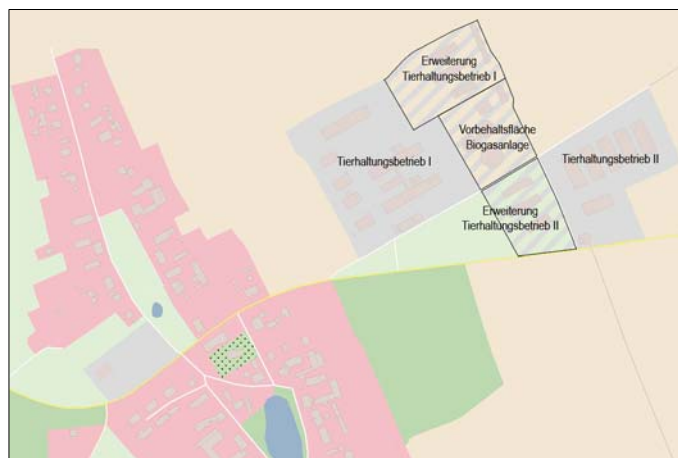 Erweiterung
Tierhaltungsbetrieb I
Vorbehaltsfläche
Biogasanlage
Tierhaltungsbetrieb I
Tierhaltungsbetrieb II
Erweiterung
Tierhaltungsbetrieb II